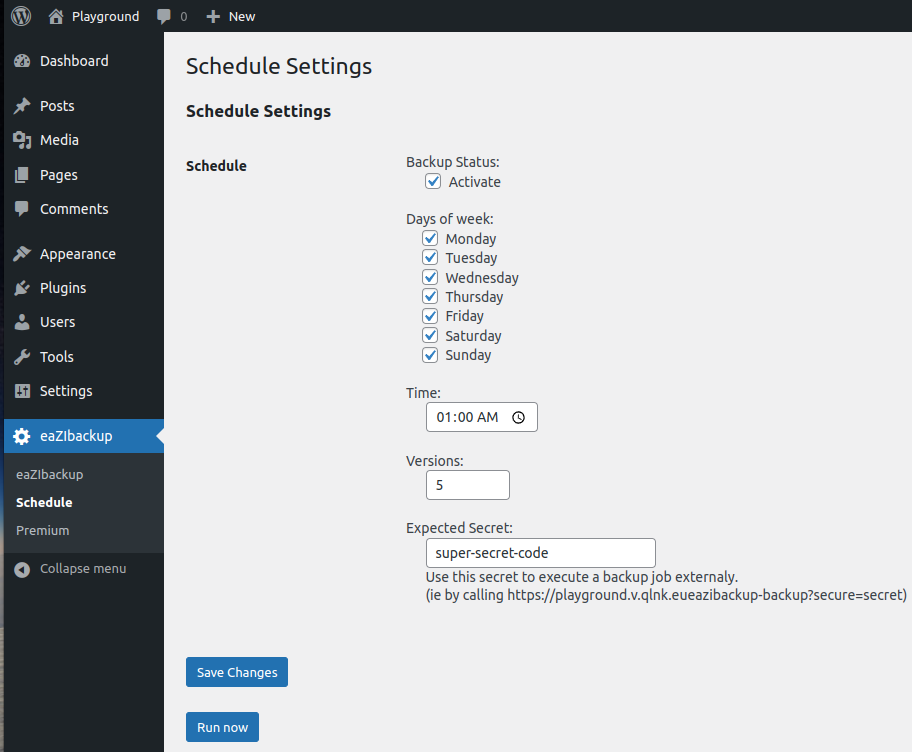 Playground 0 New
Dashboard
Posts
Media
Pages
Comments
Appearance
Plugins
Users
Tools
Settings
eaZIbackup
eaZIbackup
Schedule
Premium
Collapse menu
Schedule Settings
Schedule Settings
Schedule
Backup Status:
Activate
Days of week:
Monday
Tuesday
Wednesday
Thursday
Friday
Saturday
Sunday
Time:
01:00 AM
Versions:
5
Expected Secret:
super-secret-code
Use this secret to execute a backup job externaly.
(ie by calling https://playground.v.qlnk.eueazibackup-backup?secure=secret)
Save Changes
Run now